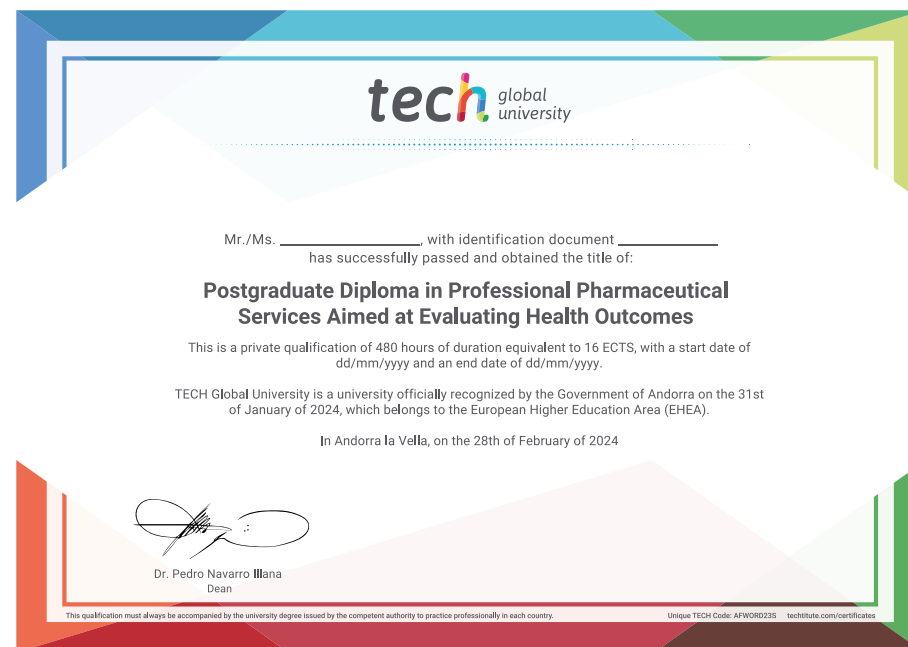 tech global
university
Mr./Ms. ____________, with identification document ____________
has successfully passed and obtained the title of:
Postgraduate Diploma in Professional Pharmaceutical
Services Aimed at Evaluating Health Outcomes
This is a private qualification of 480 hours of duration equivalent to 16 ECTS, with a start date of
dd/mm/yyyy and an end date of dd/mm/yyyy.
TECH Global University is a university officially recognized by the Government of Andorra on the 31st
of January of 2024, which belongs to the European Higher Education Area (EHEA).
In Andorra la Vella, on the 28th of February of 2024
Dr. Pedro Navarro Illana
Dean
This qualification must always be accompanied by the university degree issued by the competent authority to practice professionally in each country.
Unique TECH Code: AFWORD23S techtitute.com/certificates